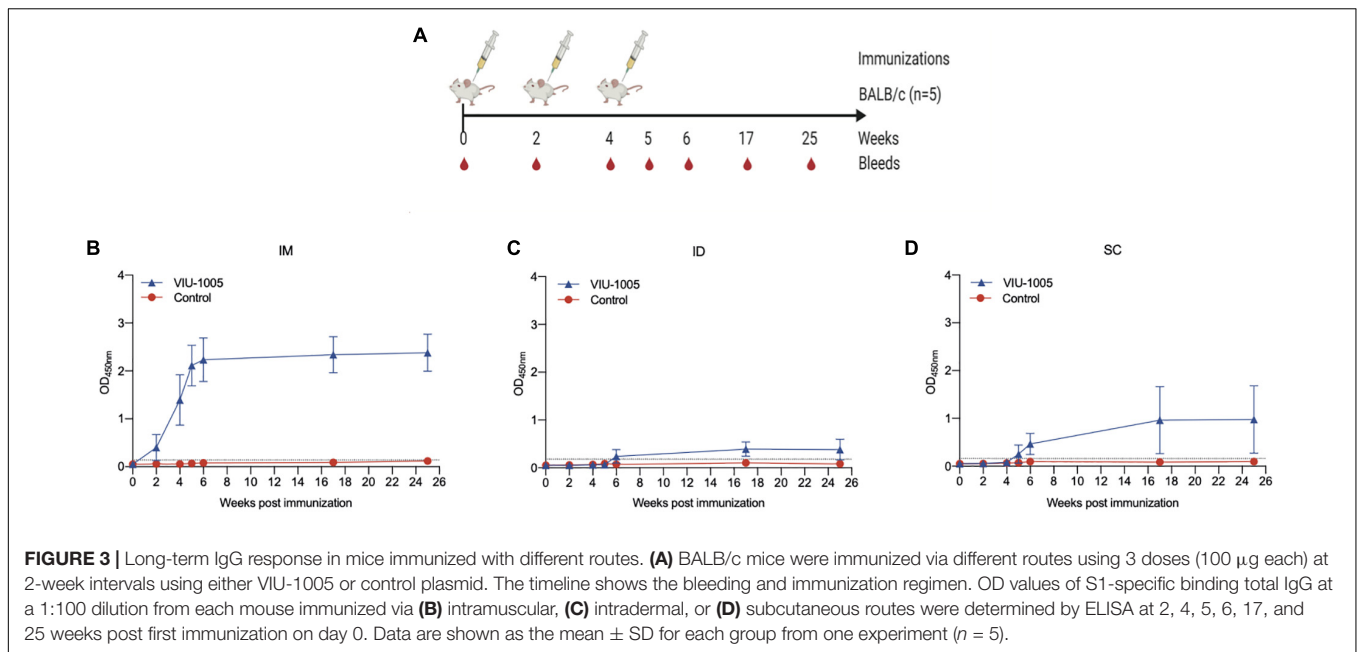 A
Immunizations
BALB/c (n=5)
0 2 4 5 6 17 25 Weeks
Bleeds
B IM
VIU-1005
Control
4
3
2
1
0
OD450nm
0 2 4 6 8 10 12 14 16 18 20 22 24 26
Weeks post immunization
C ID
VIU-1005
Control
4
3
2
1
0
OD450nm
0 2 4 6 8 10 12 14 16 18 20 22 24 26
Weeks post immunization
D SC
VIU-1005
Control
4
3
2
1
0
OD450nm
0 2 4 6 8 10 12 14 16 18 20 22 24 26
Weeks post immunization
FIGURE 3 | Long-term IgG response in mice immunized with different routes. (A) BALB/c mice were immunized via different routes using 3 doses (100 μg each) at
2-week intervals using either VIU-1005 or control plasmid. The timeline shows the bleeding and immunization regimen. OD values of S1-specific binding total IgG at
a 1:100 dilution from each mouse immunized via (B) intramuscular, (C) intradermal, or (D) subcutaneous routes were determined by ELISA at 2, 4, 5, 6, 17, and
25 weeks post first immunization on day 0. Data are shown as the mean ± SD for each group from one experiment (n = 5).